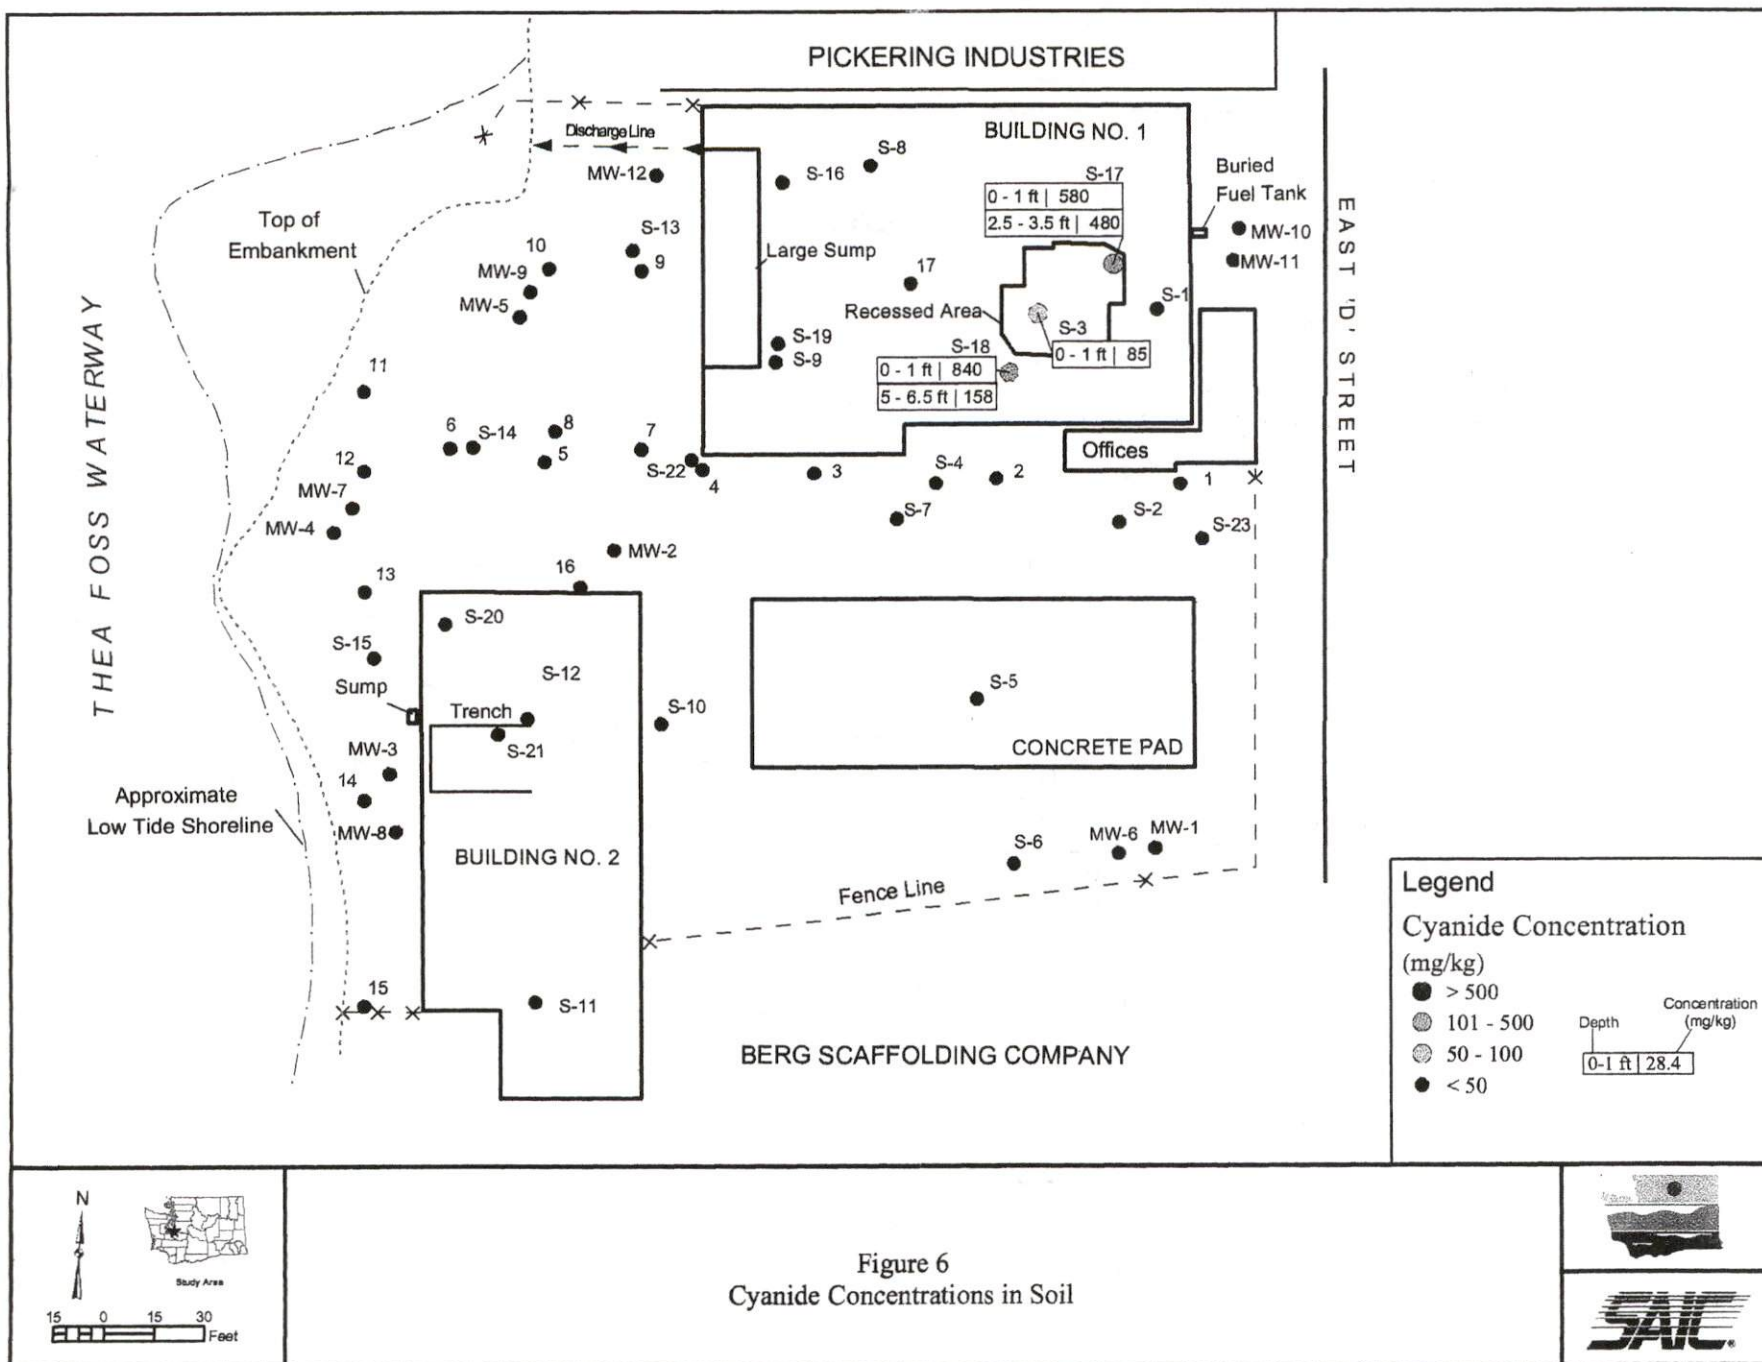 PICKERING INDUSTRIES
BUILDING NO. 1
Discharge Line
MW-12
S-16
S-8
S-17
0 - 1 ft | 580
2.5 - 3.5 ft | 480
Buried
Fuel Tank
MW-10
MW-11
EAST 'D' STREET
Top of
Embankment
S-13
10
9
MW-9
MW-5
Large Sump
17
Recessed Area
S-1
S-3
0 - 1 ft | 85
S-19
S-9
S-18
0 - 1 ft | 840
5 - 6.5 ft | 158
THEA FOSS WATERWAY
11
6
S-14
8
5
7
S-22
4
3
S-4
2
Offices
1
12
MW-7
MW-4
S-7
S-2
S-23
MW-2
16
13
S-20
S-15
S-12
Sump
Trench
S-21
S-10
S-5
CONCRETE PAD
MW-3
14
MW-8
Approximate
Low Tide Shoreline
BUILDING NO. 2
S-6
MW-6
MW-1
Fence Line
15
S-11
BERG SCAFFOLDING COMPANY
Legend
Cyanide Concentration
(mg/kg)
> 500
101 - 500
50 - 100
< 50
Depth
Concentration
(mg/kg)
0-1 ft | 28.4
N
Study Area
15 0 15 30
Feet
Figure 6
Cyanide Concentrations in Soil
SAIC®